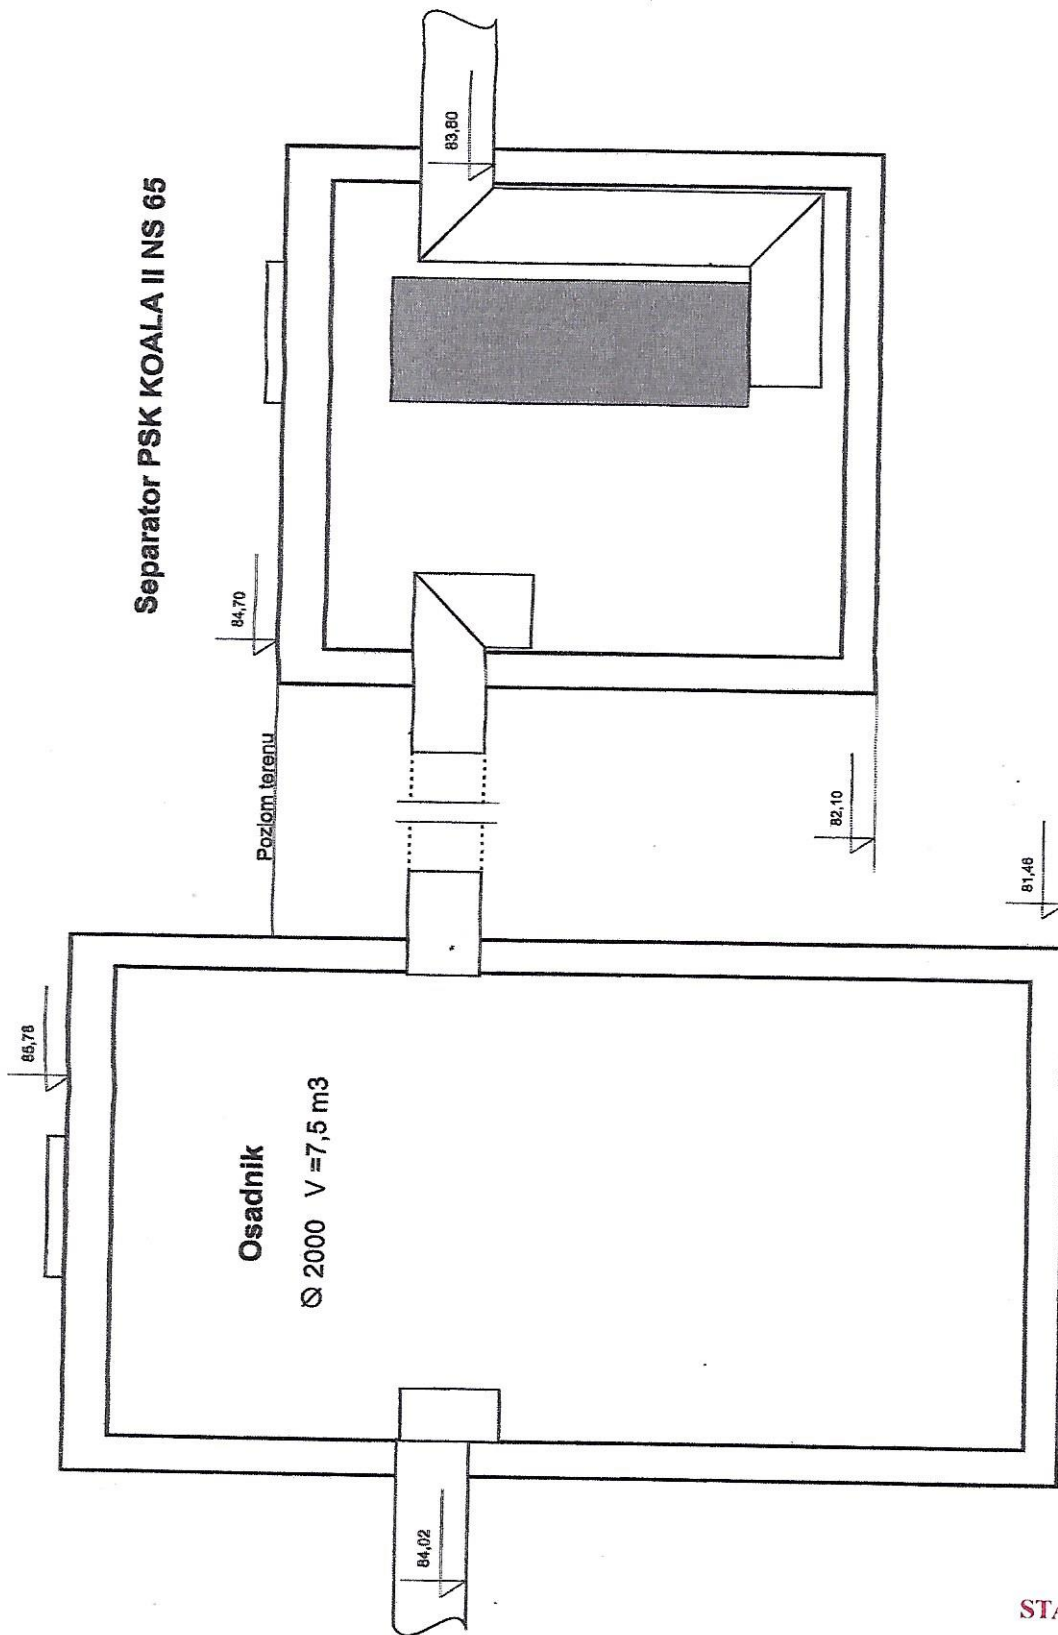 Separator PSK KOALA II NS 65
83,80
84,70
Poziom terenu
82,10
81,46
85,78
Osadnik
Ø 2000 V =7,5 m3
84,02
STA